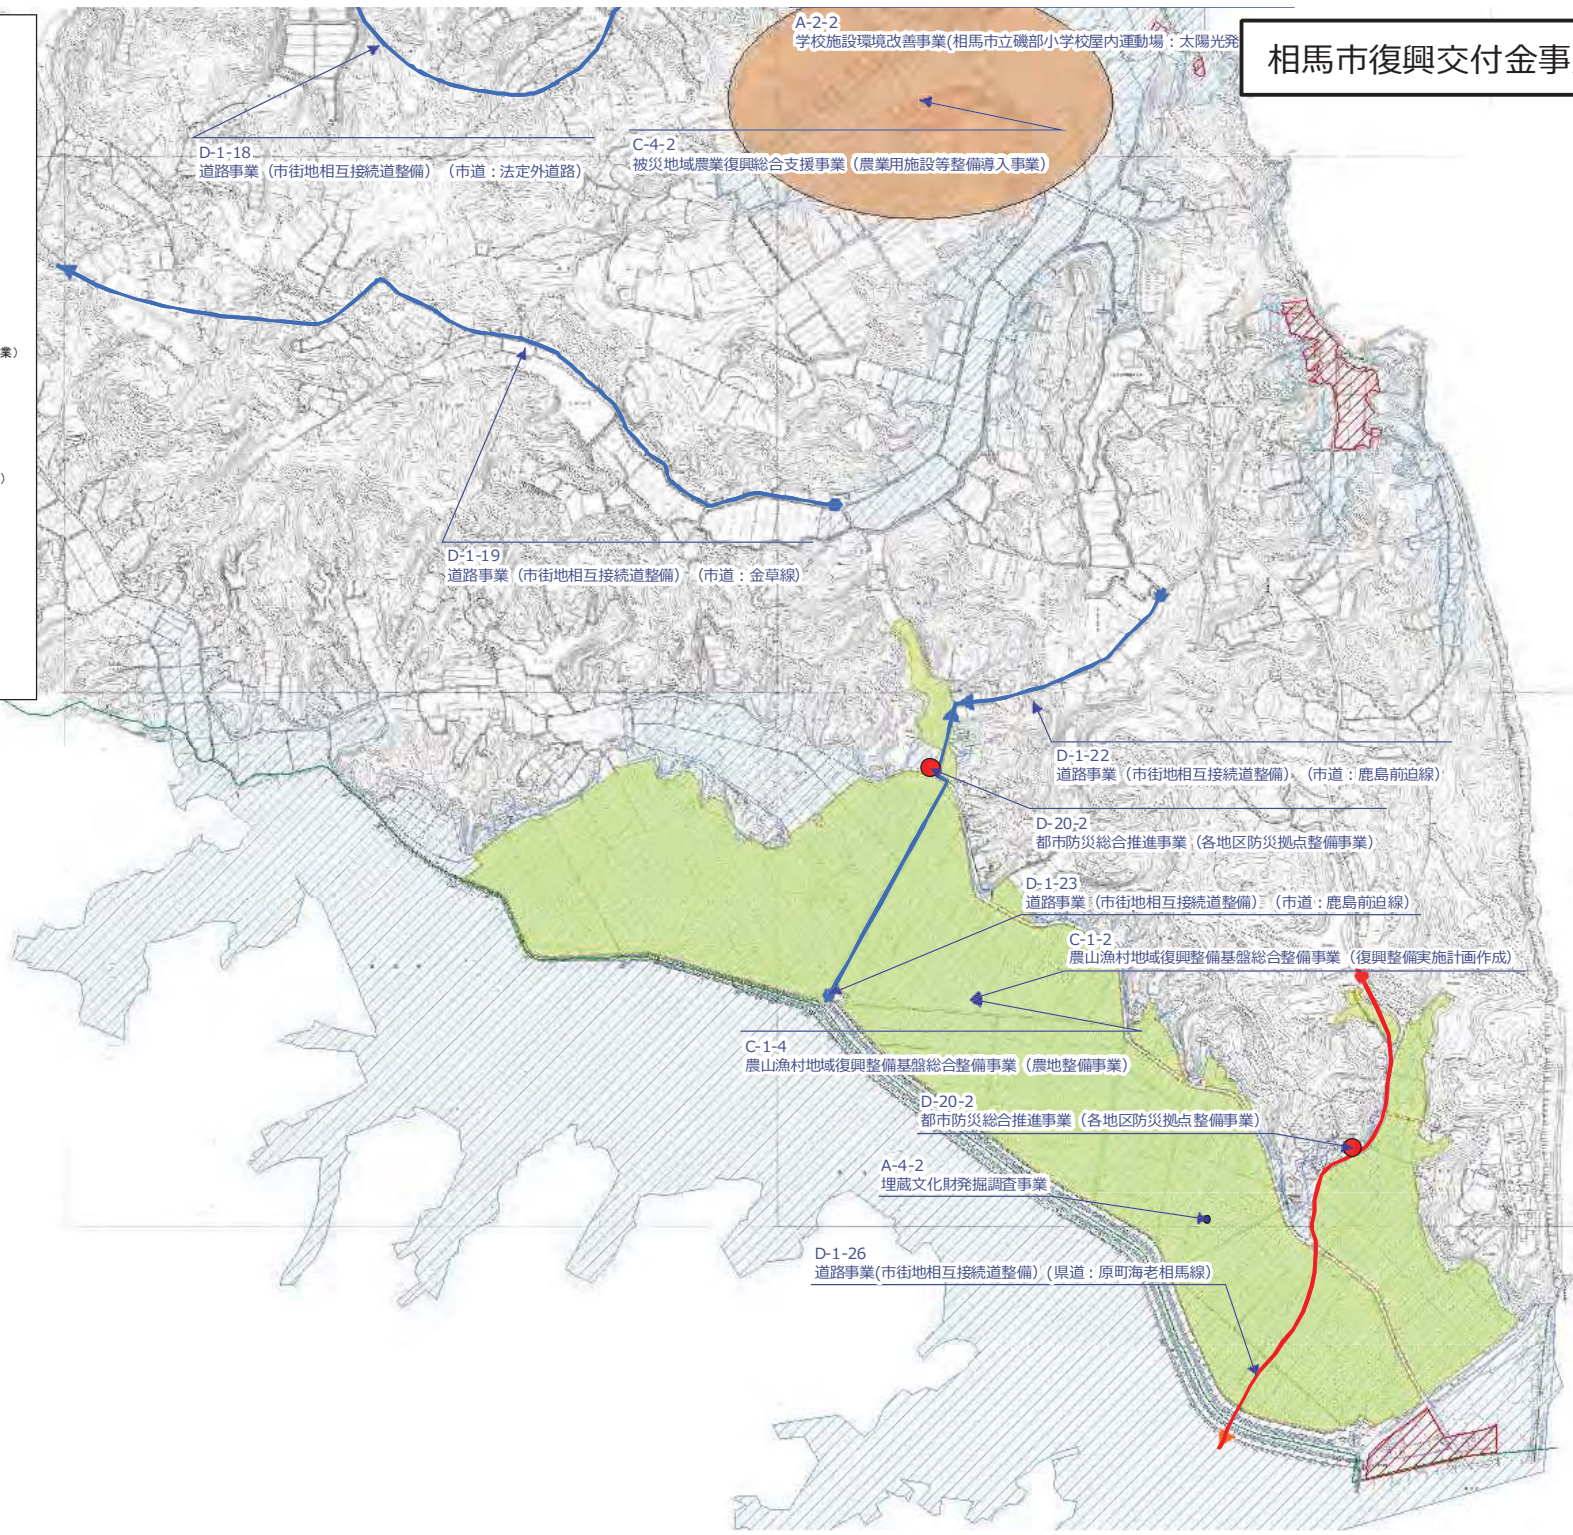 A-2-2
学校施設環境改善事業(相馬市立磯部小学校屋内運動場：太陽光発
相馬市復興交付金事
D-1-18
道路事業（市街地相互接続道整備）（市道：法定外道路）
C-4-2
被災地域農業復興総合支援事業（農業用施設等整備導入事業）
業）
）
D-1-19
道路事業（市街地相互接続道整備）（市道：金草線）
D-1-22
道路事業（市街地相互接続道整備）（市道：鹿島前迫線）
D-20-2
都市防災総合推進事業（各地区防災拠点整備事業）
D-1-23
道路事業（市街地相互接続道整備）（市道：鹿島前迫線）
C-1-2
農山漁村地域復興整備基盤総合整備事業（復興整備実施計画作成）
C-1-4
農山漁村地域復興整備基盤総合整備事業（農地整備事業）
D-20-2
都市防災総合推進事業（各地区防災拠点整備事業）
A-4-2
埋蔵文化財発掘調査事業
D-1-26
道路事業(市街地相互接続道整備）(県道：原町海老相馬線）